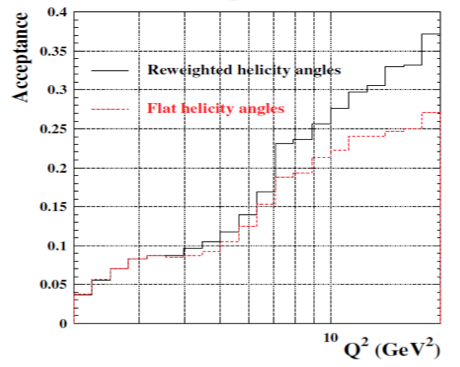 Acceptance
0.4
0.35
0.3
0.25
0.2
0.15
0.1
0.05
0
Reweighted helicity angles
Flat helicity angles
10
Q² (GeV²)